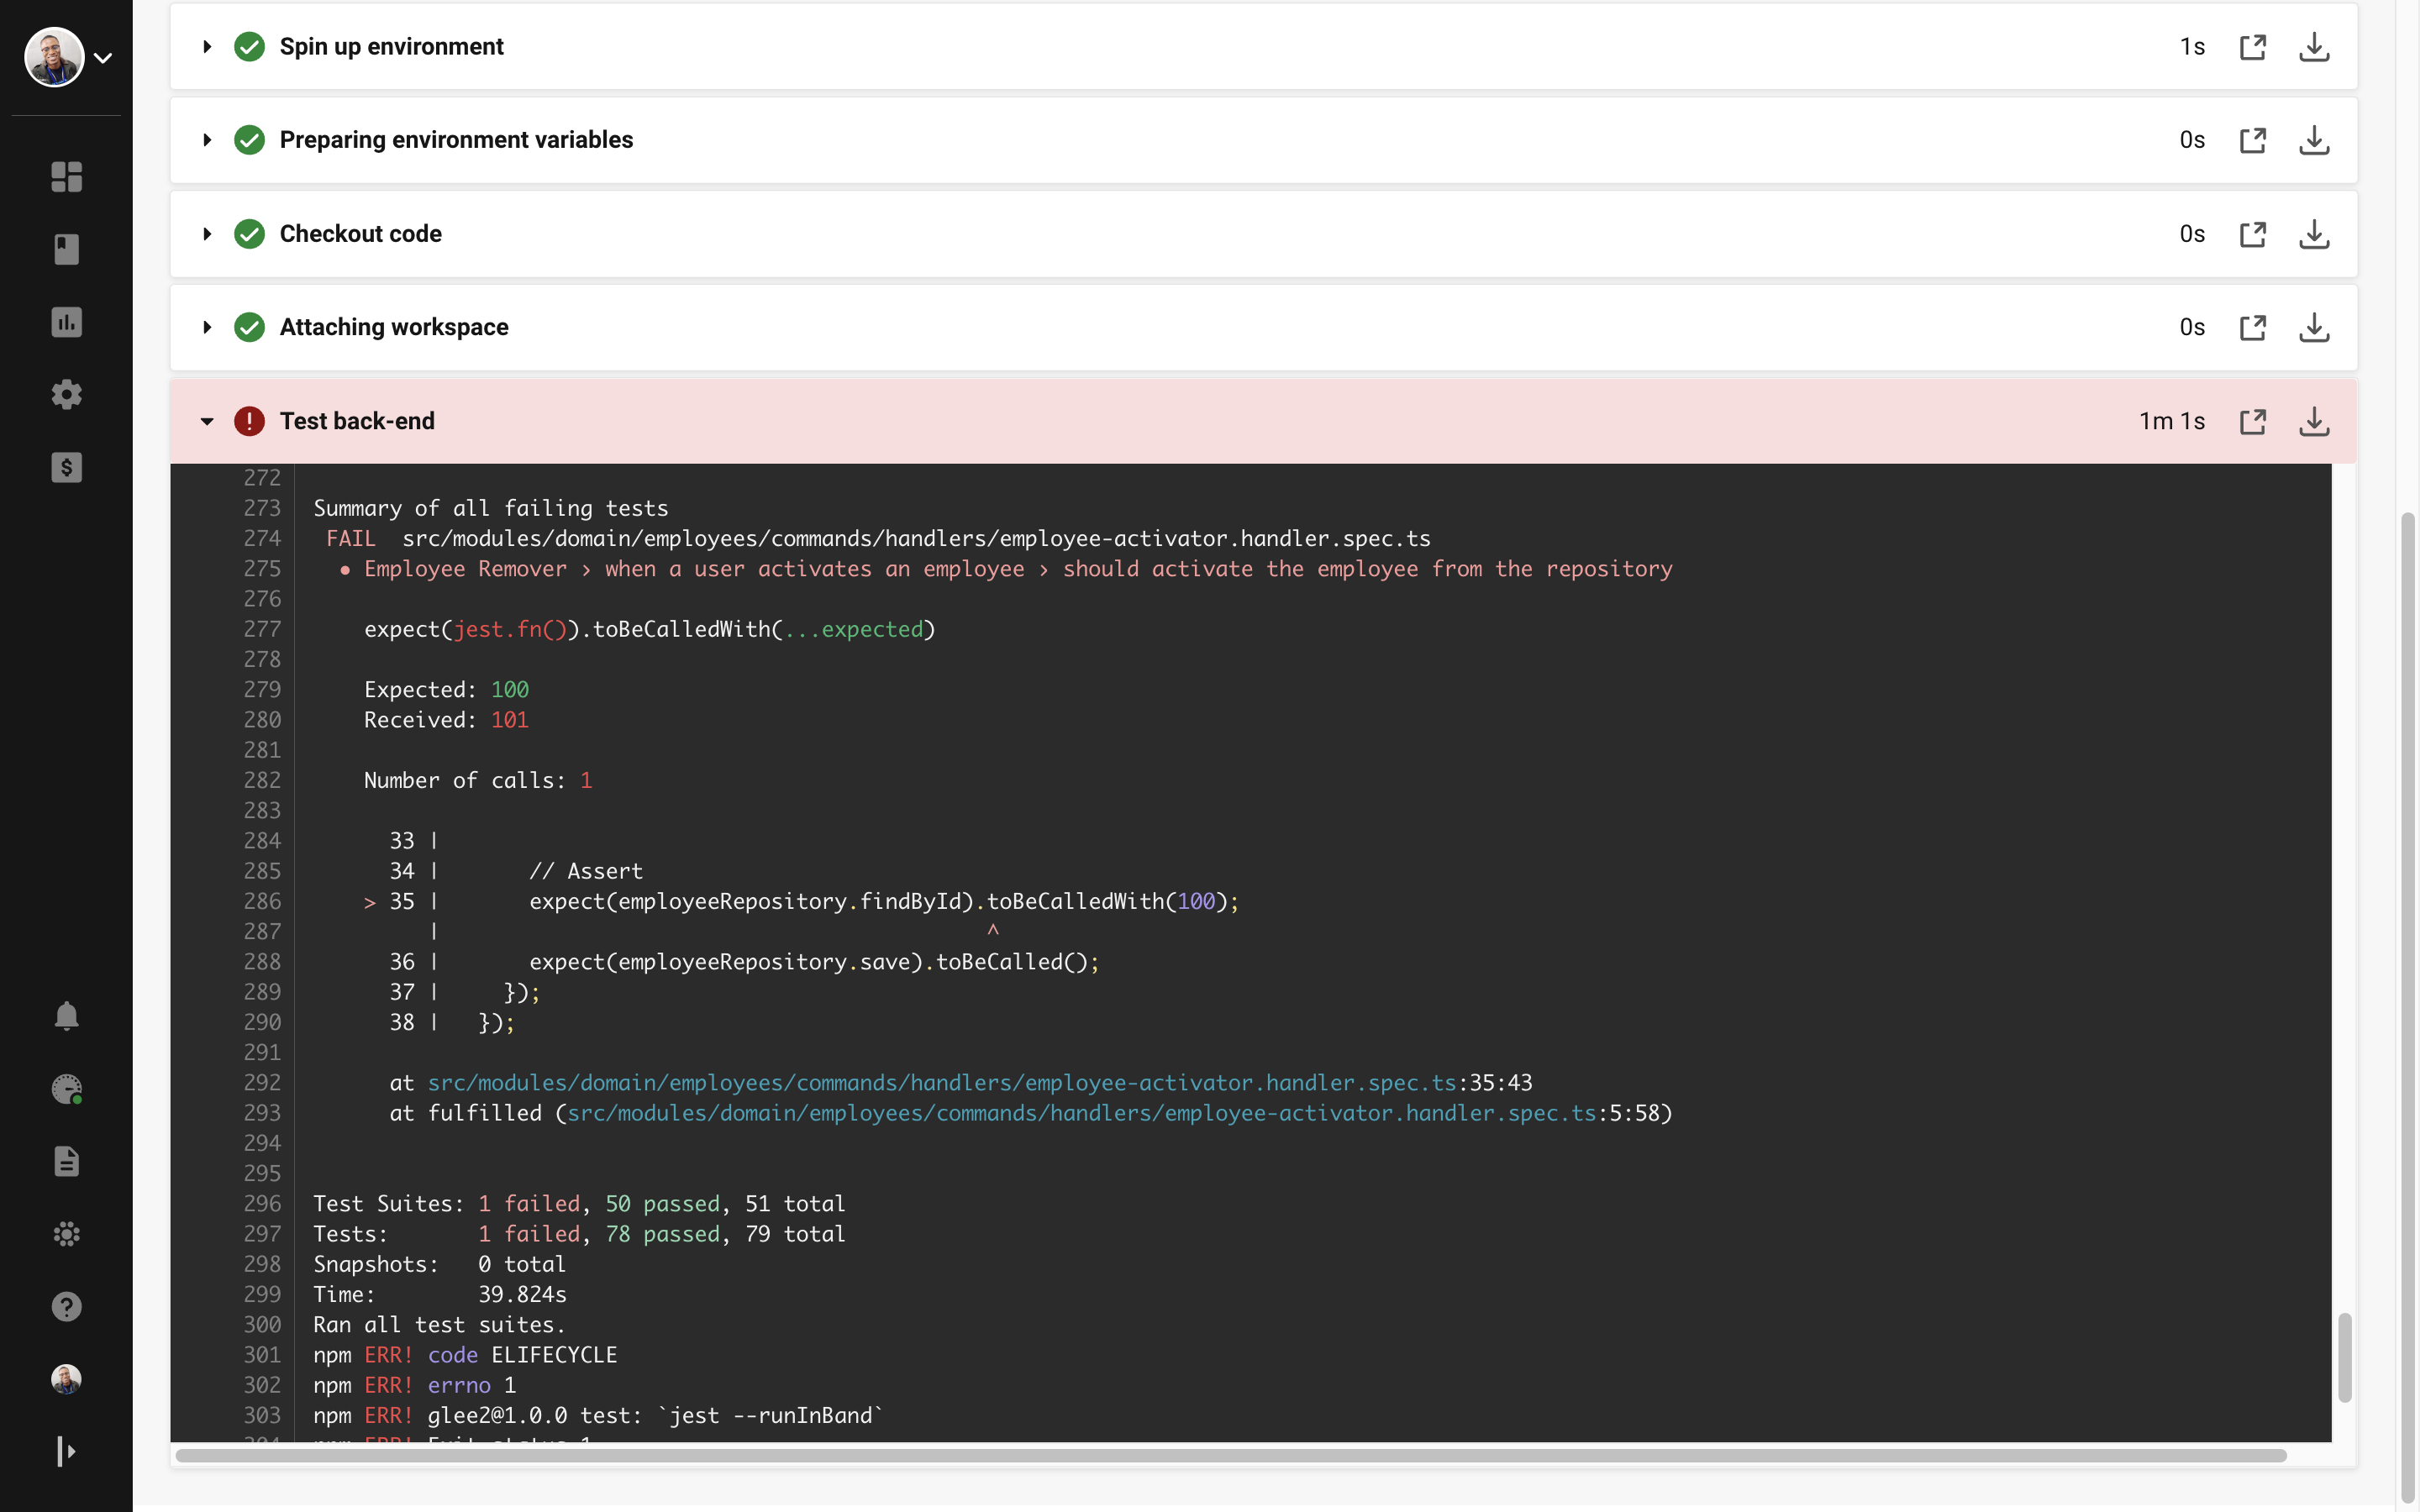 Spin up environment 1s
Preparing environment variables 0s
Checkout code 0s
Attaching workspace 0s
Test back-end 1m 1s
272
273 Summary of all failing tests
274 FAIL src/modules/domain/employees/commands/handlers/employee-activator.handler.spec.ts
275 ● Employee Remover › when a user activates an employee › should activate the employee from the repository
276
277 expect(jest.fn()).toBeCalledWith(...expected)
278
279 Expected: 100
280 Received: 101
281
282 Number of calls: 1
283
284 33 |
285 34 | // Assert
286 > 35 | expect(employeeRepository.findById).toBeCalledWith(100);
287 | ^
288 36 | expect(employeeRepository.save).toBeCalled();
289 37 | });
290 38 | });
291
292 at src/modules/domain/employees/commands/handlers/employee-activator.handler.spec.ts:35:43
293 at fulfilled (src/modules/domain/employees/commands/handlers/employee-activator.handler.spec.ts:5:58)
294
295
296 Test Suites: 1 failed, 50 passed, 51 total
297 Tests: 1 failed, 78 passed, 79 total
298 Snapshots: 0 total
299 Time: 39.824s
300 Ran all test suites.
301 npm ERR! code ELIFECYCLE
302 npm ERR! errno 1
303 npm ERR! glee2@1.0.0 test: `jest --runInBand`
304 npm ERR! Exit status 1